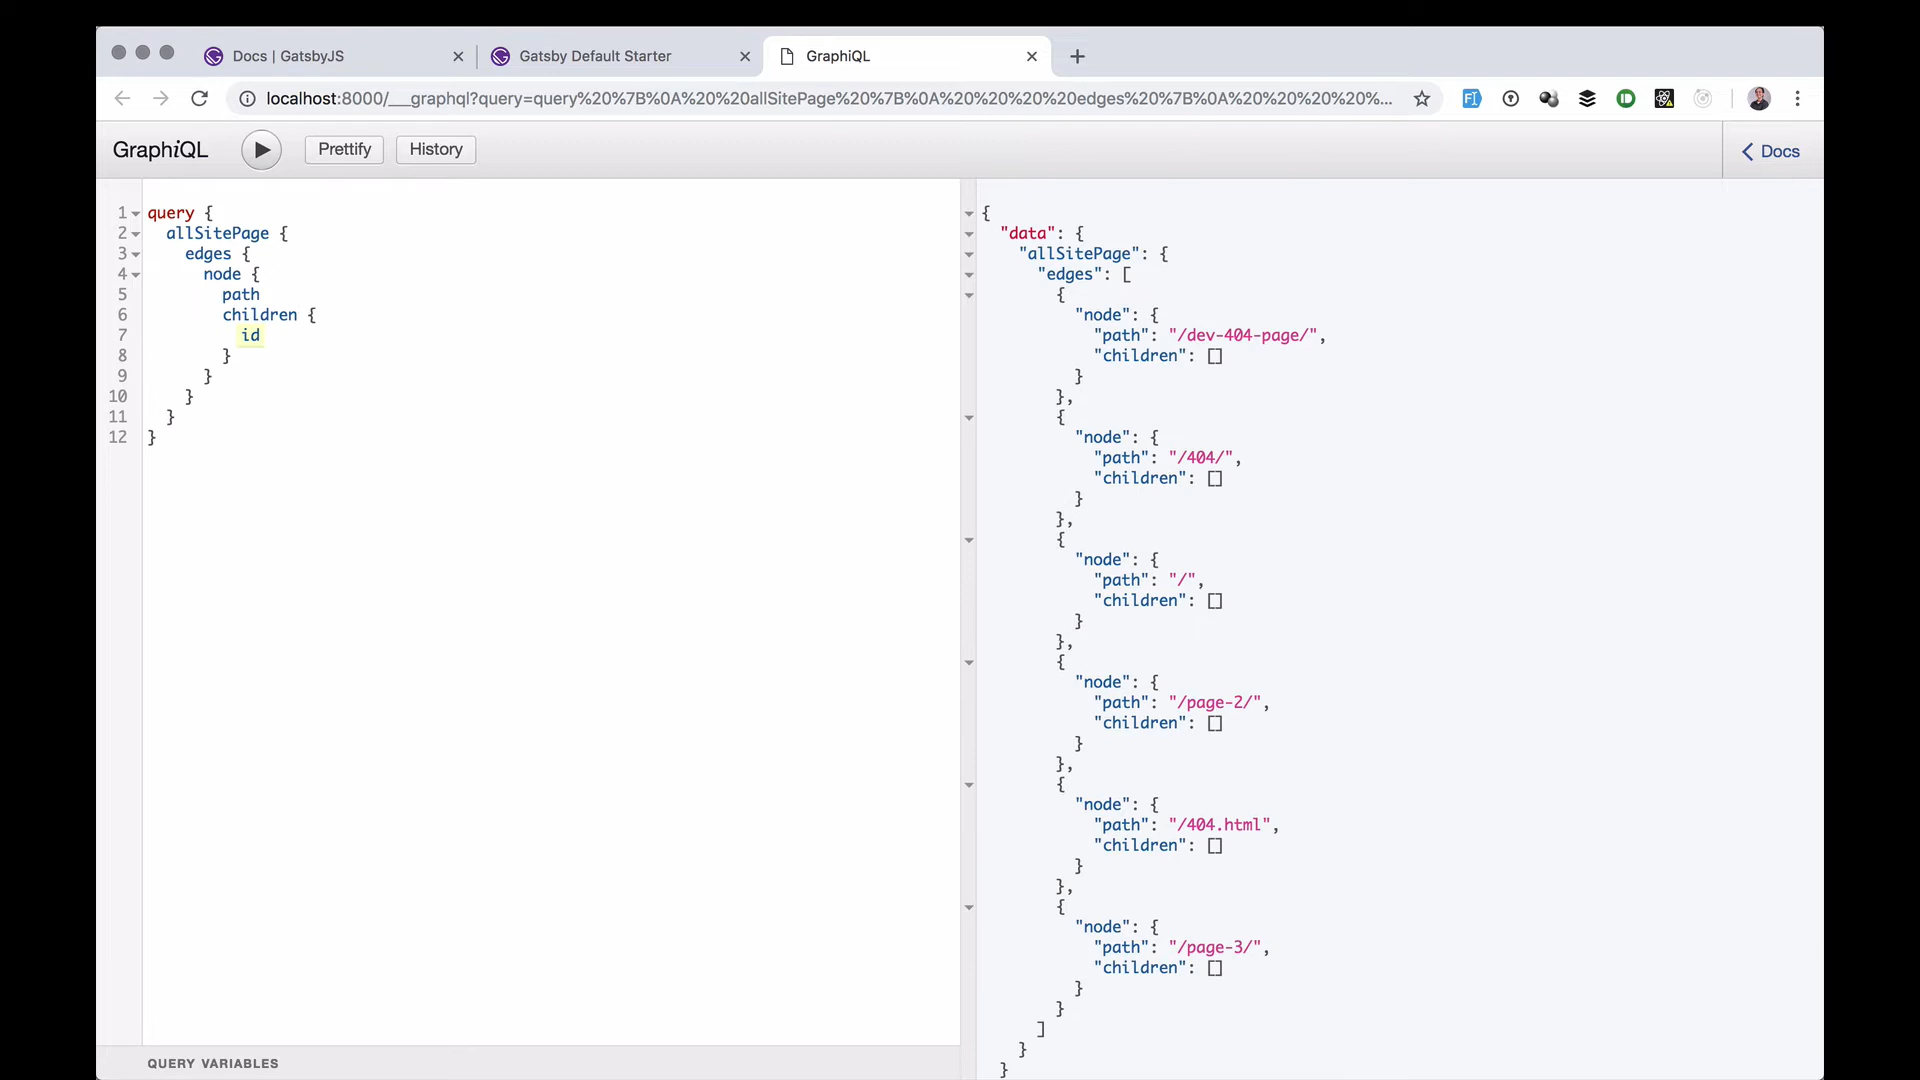 Docs | GatsbyJS
Gatsby Default Starter
GraphiQL
localhost:8000/___graphql?query=query%20%7B%0A%20%20allSitePage%20%7B%0A%20%20%20%20edges%20%7B%0A%20%20%20%20%20%...
GraphiQL
Prettify
History
Docs
1 query {
2 allSitePage {
3 edges {
4 node {
5 path
6 children {
7 id
8 }
9 }
10 }
11 }
12 }
QUERY VARIABLES
{
"data": {
"allSitePage": {
"edges": [
{
"node": {
"path": "/dev-404-page/",
"children": []
}
},
{
"node": {
"path": "/404/",
"children": []
}
},
{
"node": {
"path": "/",
"children": []
}
},
{
"node": {
"path": "/page-2/",
"children": []
}
},
{
"node": {
"path": "/404.html",
"children": []
}
},
{
"node": {
"path": "/page-3/",
"children": []
}
}
]
}
}